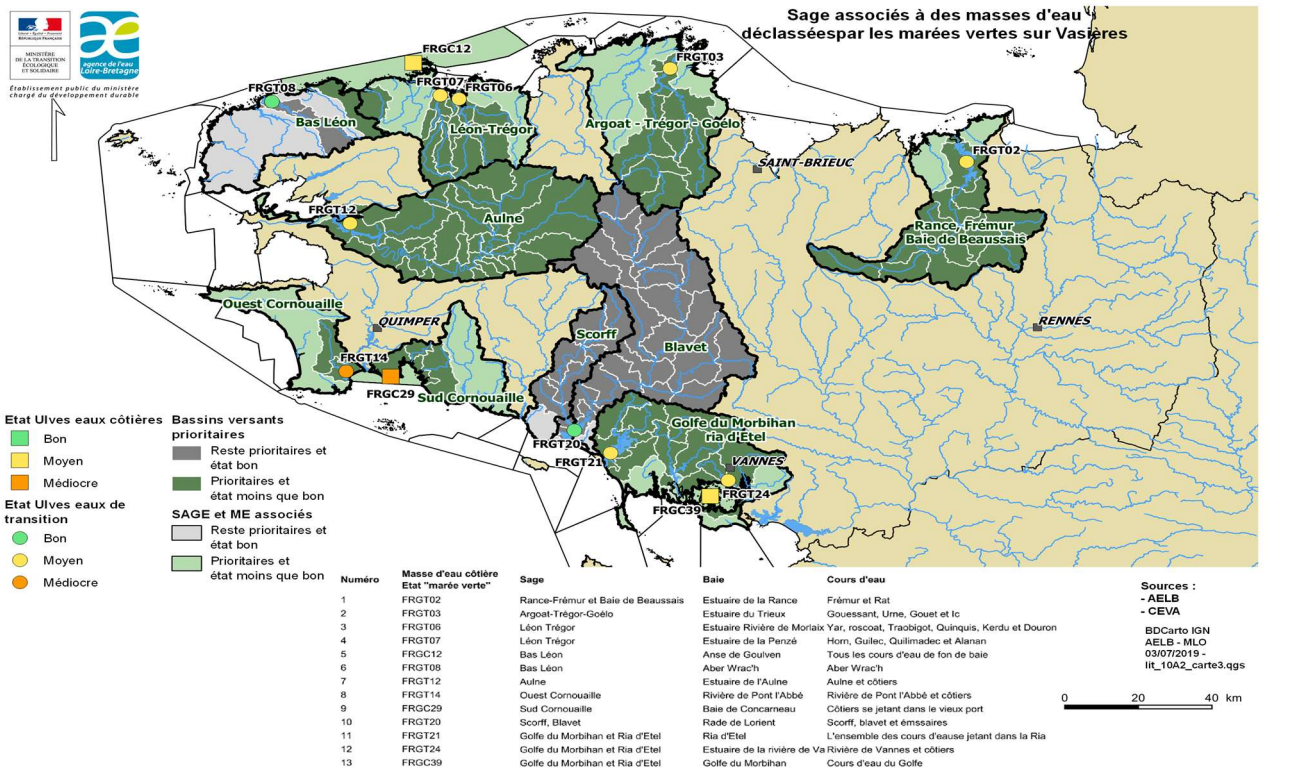 Liberté • Égalité • Fraternité
RÉPUBLIQUE FRANÇAISE
MINISTÈRE
DE LA TRANSITION
ÉCOLOGIQUE
ET SOLIDAIRE
agence de l'eau
Loire-Bretagne
Établissement public du ministère
chargé du développement durable
Sage associés à des masses d'eau
déclasséespar les marées vertes sur Vasières
FRGC12
FRGT03
FRGT07
FRGT06
FRGT08
Bas Léon
Léon-Trégor
Argoat - Trégor - Goëlo
SAINT-BRIEUC
FRGT02
FRGT12
Aulne
Rance, Frémur
Baie de Beaussais
Ouest Cornouaille
QUIMPER
Scorff
Blavet
RENNES
FRGT14
FRGC29
Sud Cornouaille
Golfe du Morbihan
ria d'Etel
FRGT20
FRGT21
VANNES
FRGT24
FRGC39
Etat Ulves eaux côtières
Bon
Moyen
Médiocre
Etat Ulves eaux de
transition
Bon
Moyen
Médiocre
Bassins versants
prioritaires
Reste prioritaires et
état bon
Prioritaires et
état moins que bon
SAGE et ME associés
Reste prioritaires et
état bon
Prioritaires et
état moins que bon
Numéro Masse d'eau côtière Etat "marée verte" Sage Baie Cours d'eau
1 FRGT02 Rance-Frémur et Baie de Beaussais Estuaire de la Rance Frémur et Rat
2 FRGT03 Argoat-Trégor-Goëlo Estuaire du Trieux Gouessant, Urne, Gouet et Ic
3 FRGT06 Léon Trégor Estuaire Rivière de Morlaix Yar, roscoat, Traobigot, Quinquis, Kerdu et Douron
4 FRGT07 Léon Trégor Estuaire de la Penzé Horn, Guilec, Quilimadec et Alanan
5 FRGC12 Bas Léon Anse de Goulven Tous les cours d'eau de fon de baie
6 FRGT08 Bas Léon Aber Wrac'h Aber Wrac'h
7 FRGT12 Aulne Estuaire de l'Aulne Aulne et côtiers
8 FRGT14 Ouest Cornouaille Rivière de Pont l'Abbé Rivière de Pont l'Abbé et côtiers
9 FRGC29 Sud Cornouaille Baie de Concarneau Côtiers se jetant dans le vieux port
10 FRGT20 Scorff, Blavet Rade de Lorient Scorff, blavet et émssaires
11 FRGT21 Golfe du Morbihan et Ria d'Etel Ria d'Etel L'ensemble des cours d'eause jetant dans la Ria
12 FRGT24 Golfe du Morbihan et Ria d'Etel Estuaire de la rivière de Va Rivière de Vannes et côtiers
13 FRGC39 Golfe du Morbihan et Ria d'Etel Golfe du Morbihan Cours d'eau du Golfe
Sources :
- AELB
- CEVA
BDCarto IGN
AELB - MLO
03/07/2019 -
lit_10A2_carte3.qgs
0 20 40 km